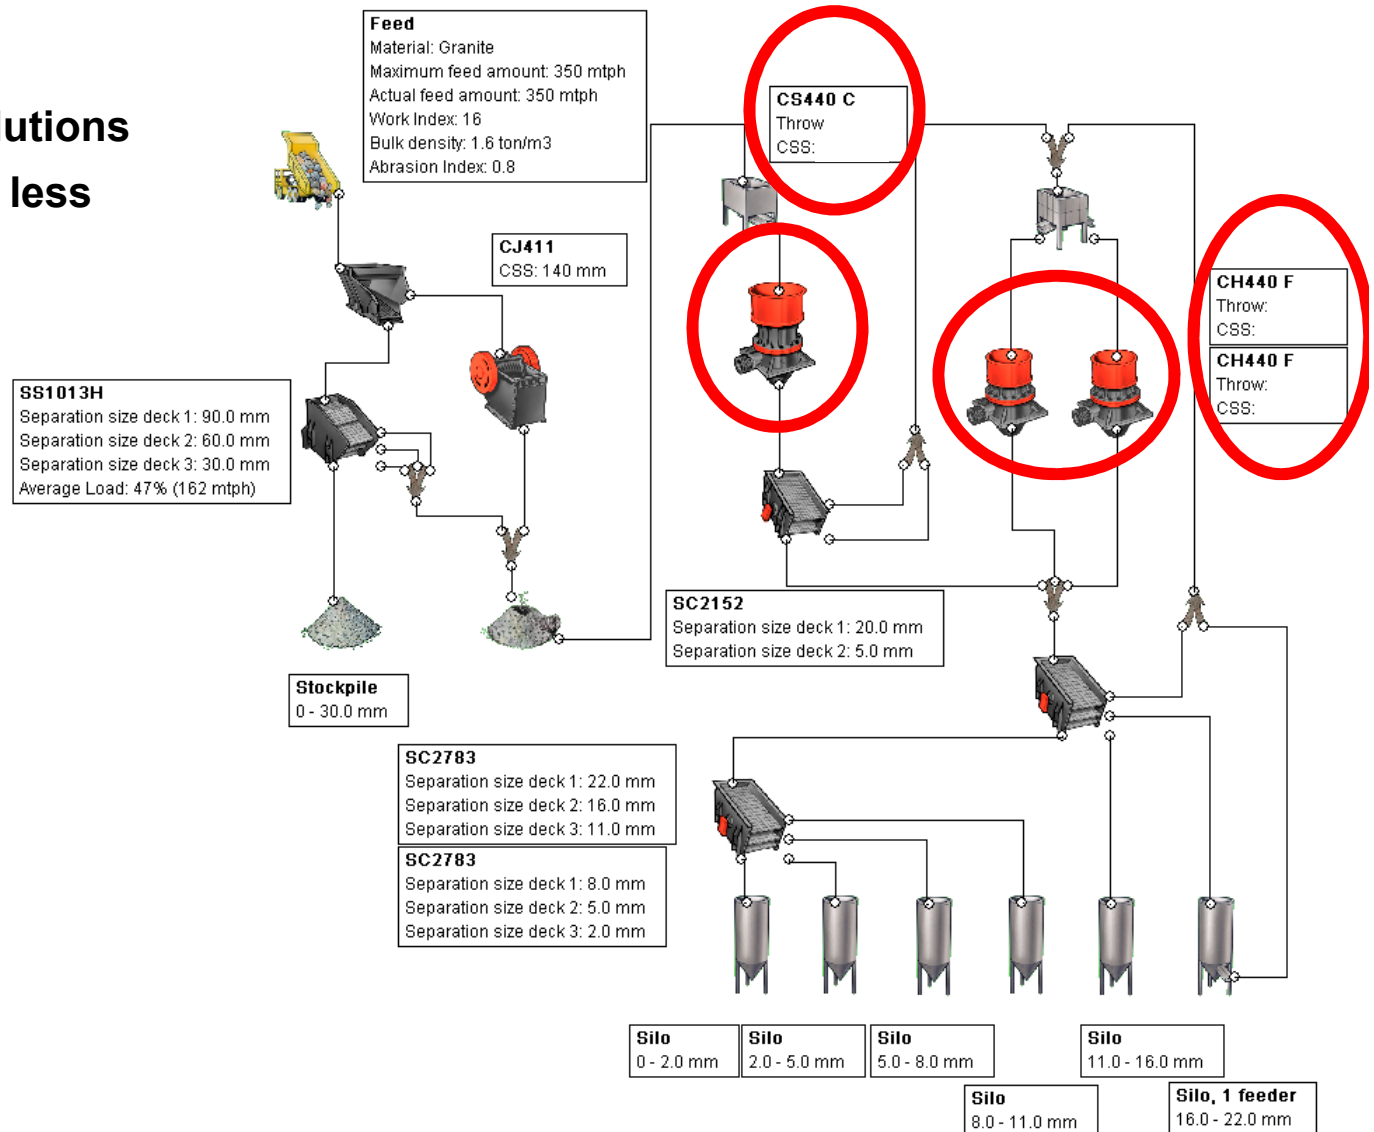 lutions
less
Feed
Material: Granite
Maximum feed amount: 350 mtph
Actual feed amount: 350 mtph
Work Index: 16
Bulk density: 1.6 ton/m3
Abrasion Index: 0.8
CS440 C
Throw
CSS:
CJ411
CSS: 140 mm
CH440 F
Throw:
CSS:
CH440 F
Throw:
CSS:
SS1013H
Separation size deck 1: 90.0 mm
Separation size deck 2: 60.0 mm
Separation size deck 3: 30.0 mm
Average Load: 47% (162 mtph)
SC2152
Separation size deck 1: 20.0 mm
Separation size deck 2: 5.0 mm
Stockpile
0 - 30.0 mm
SC2783
Separation size deck 1: 22.0 mm
Separation size deck 2: 16.0 mm
Separation size deck 3: 11.0 mm
SC2783
Separation size deck 1: 8.0 mm
Separation size deck 2: 5.0 mm
Separation size deck 3: 2.0 mm
Silo
0 - 2.0 mm
Silo
2.0 - 5.0 mm
Silo
5.0 - 8.0 mm
Silo
8.0 - 11.0 mm
Silo
11.0 - 16.0 mm
Silo, 1 feeder
16.0 - 22.0 mm